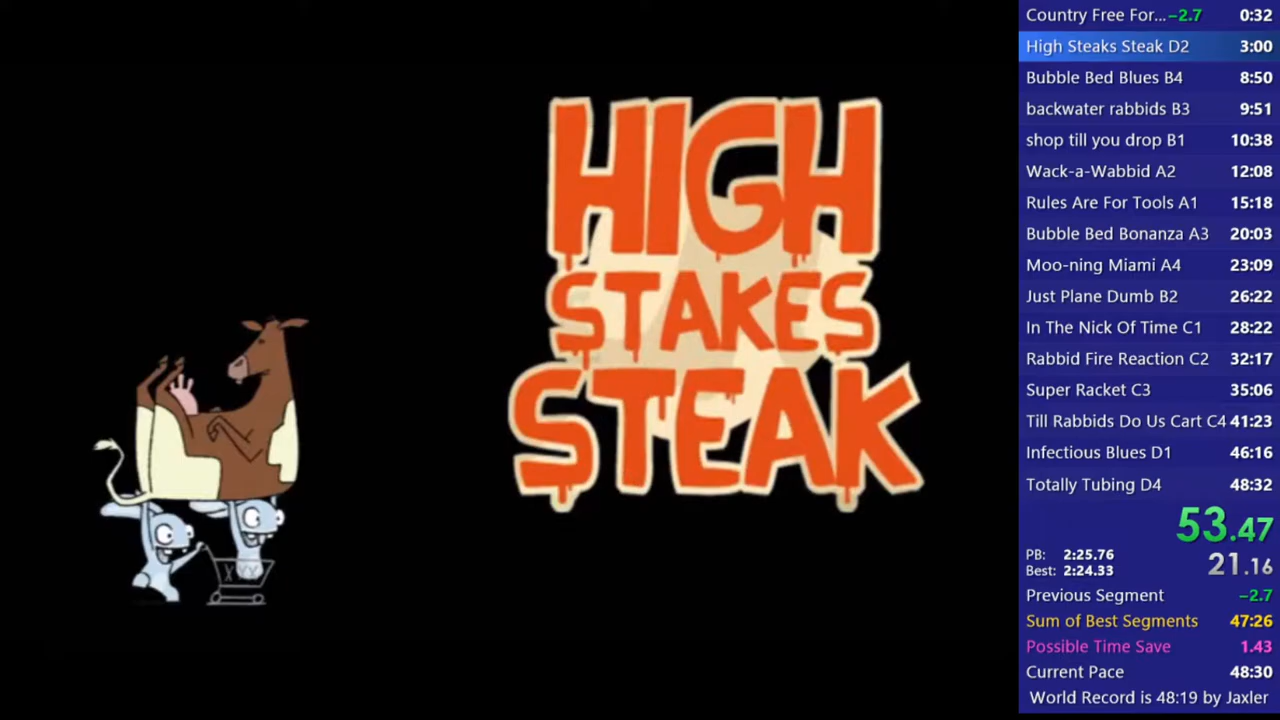 HIGH
STAKES
STEAK
XYX
Country Free For... −2.7 0:32
High Steaks Steak D2 3:00
Bubble Bed Blues B4 8:50
backwater rabbids B3 9:51
shop till you drop B1 10:38
Wack-a-Wabbid A2 12:08
Rules Are For Tools A1 15:18
Bubble Bed Bonanza A3 20:03
Moo-ning Miami A4 23:09
Just Plane Dumb B2 26:22
In The Nick Of Time C1 28:22
Rabbid Fire Reaction C2 32:17
Super Racket C3 35:06
Till Rabbids Do Us Cart C4 41:23
Infectious Blues D1 46:16
Totally Tubing D4 48:32
53.47
PB: 2:25.76
Best: 2:24.33
21.16
Previous Segment −2.7
Sum of Best Segments 47:26
Possible Time Save 1.43
Current Pace 48:30
World Record is 48:19 by Jaxler